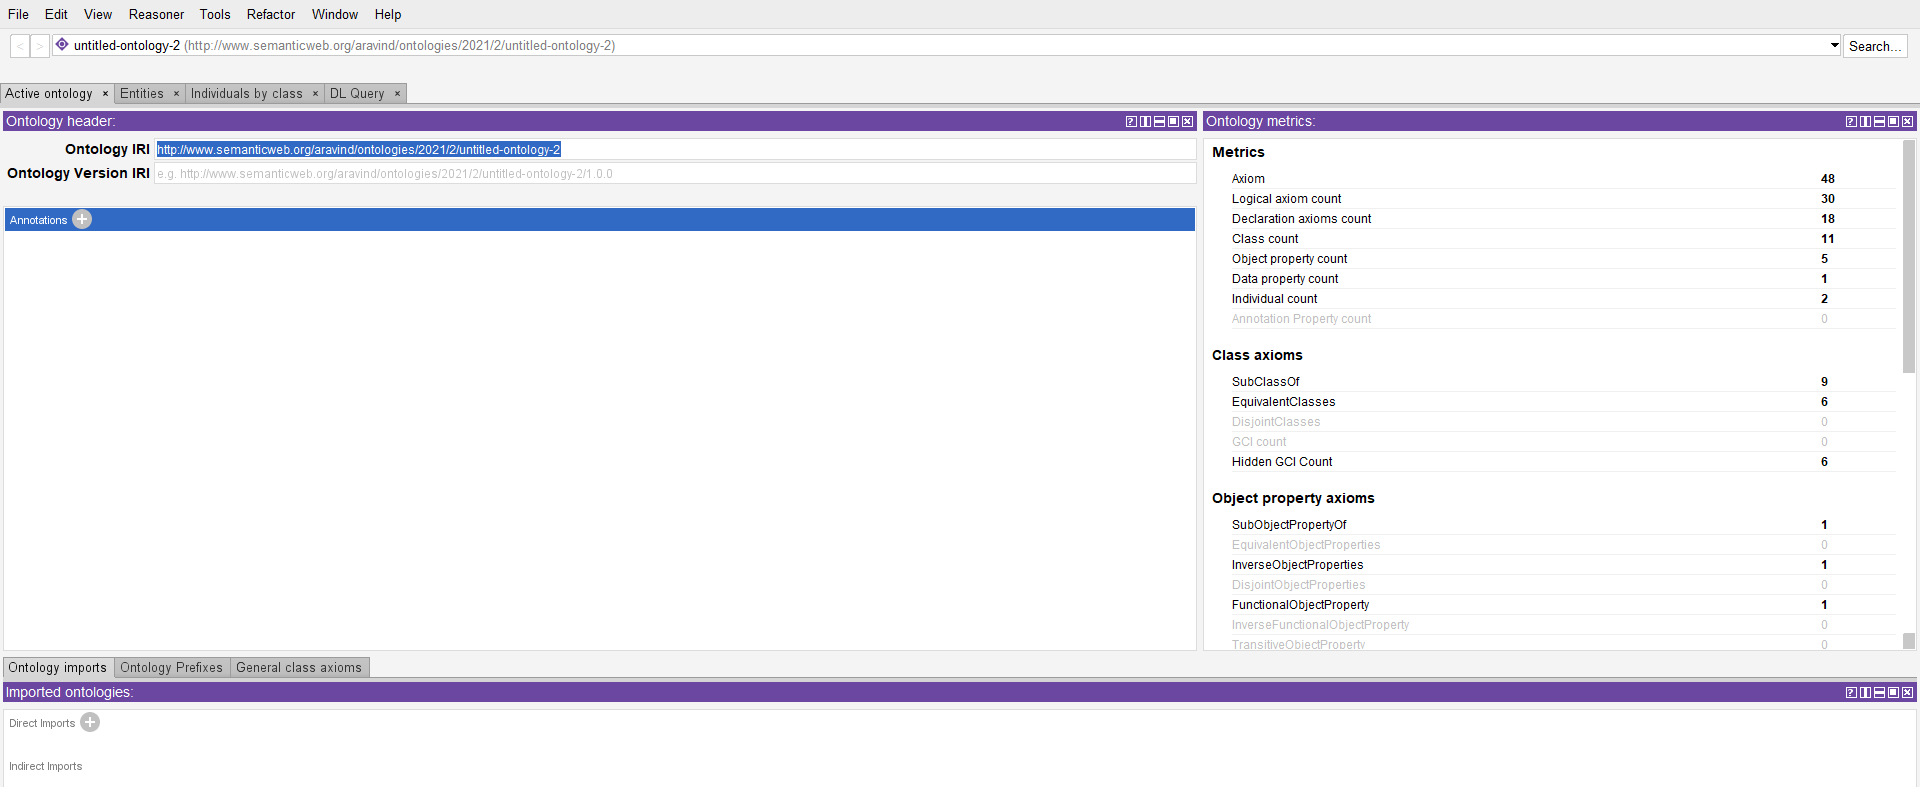 File Edit View Reasoner Tools Refactor Window Help
< > untitled-ontology-2 (http://www.semanticweb.org/aravind/ontologies/2021/2/untitled-ontology-2) Search...
Active ontology × Entities × Individuals by class × DL Query ×
Ontology header:
Ontology IRI http://www.semanticweb.org/aravind/ontologies/2021/2/untitled-ontology-2
Ontology Version IRI e.g. http://www.semanticweb.org/aravind/ontologies/2021/2/untitled-ontology-2/1.0.0
Annotations
Ontology metrics:
Metrics
Axiom 48
Logical axiom count 30
Declaration axioms count 18
Class count 11
Object property count 5
Data property count 1
Individual count 2
Annotation Property count 0
Class axioms
SubClassOf 9
EquivalentClasses 6
DisjointClasses 0
GCI count 0
Hidden GCI Count 6
Object property axioms
SubObjectPropertyOf 1
EquivalentObjectProperties 0
InverseObjectProperties 1
DisjointObjectProperties 0
FunctionalObjectProperty 1
InverseFunctionalObjectProperty 0
TransitiveObjectProperty 0
Ontology imports Ontology Prefixes General class axioms
Imported ontologies:
Direct Imports
Indirect Imports